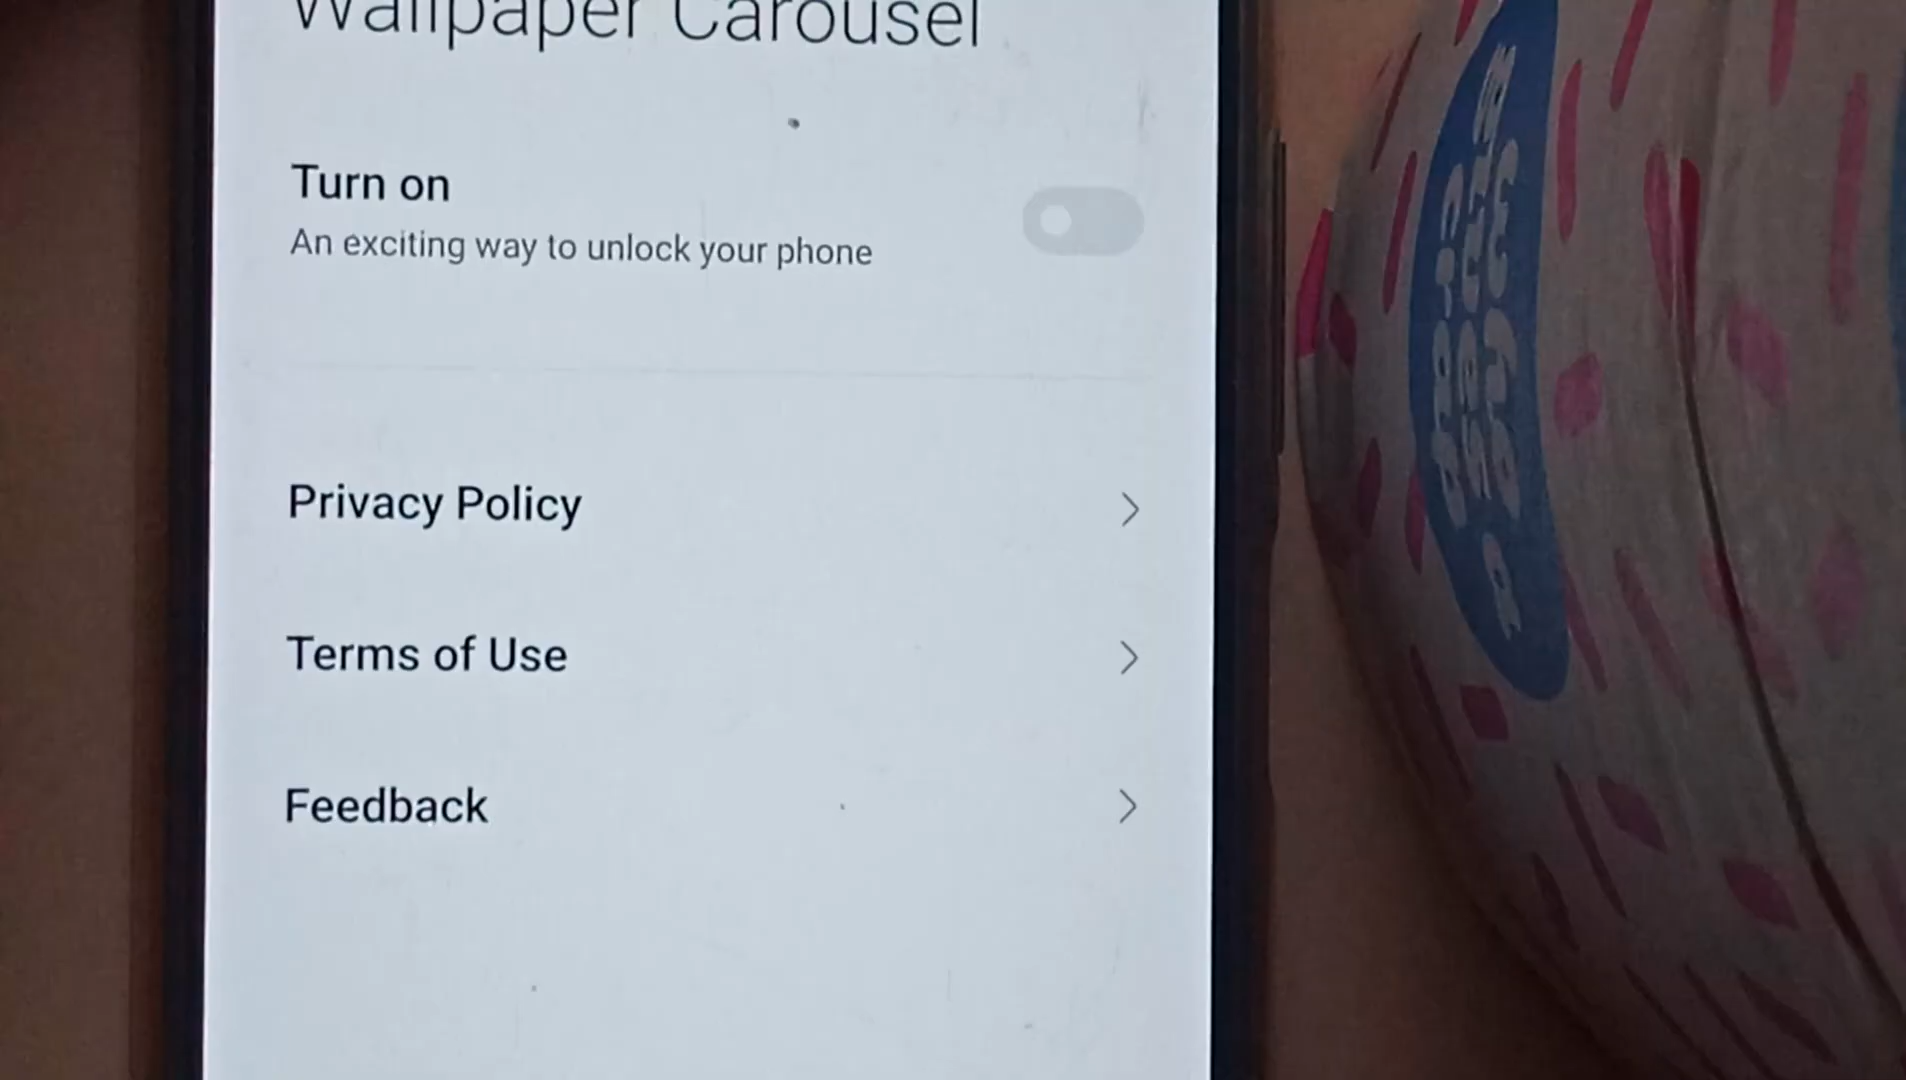 Wallpaper Carousel
Turn on
An exciting way to unlock your phone
Privacy Policy
Terms of Use
Feedback